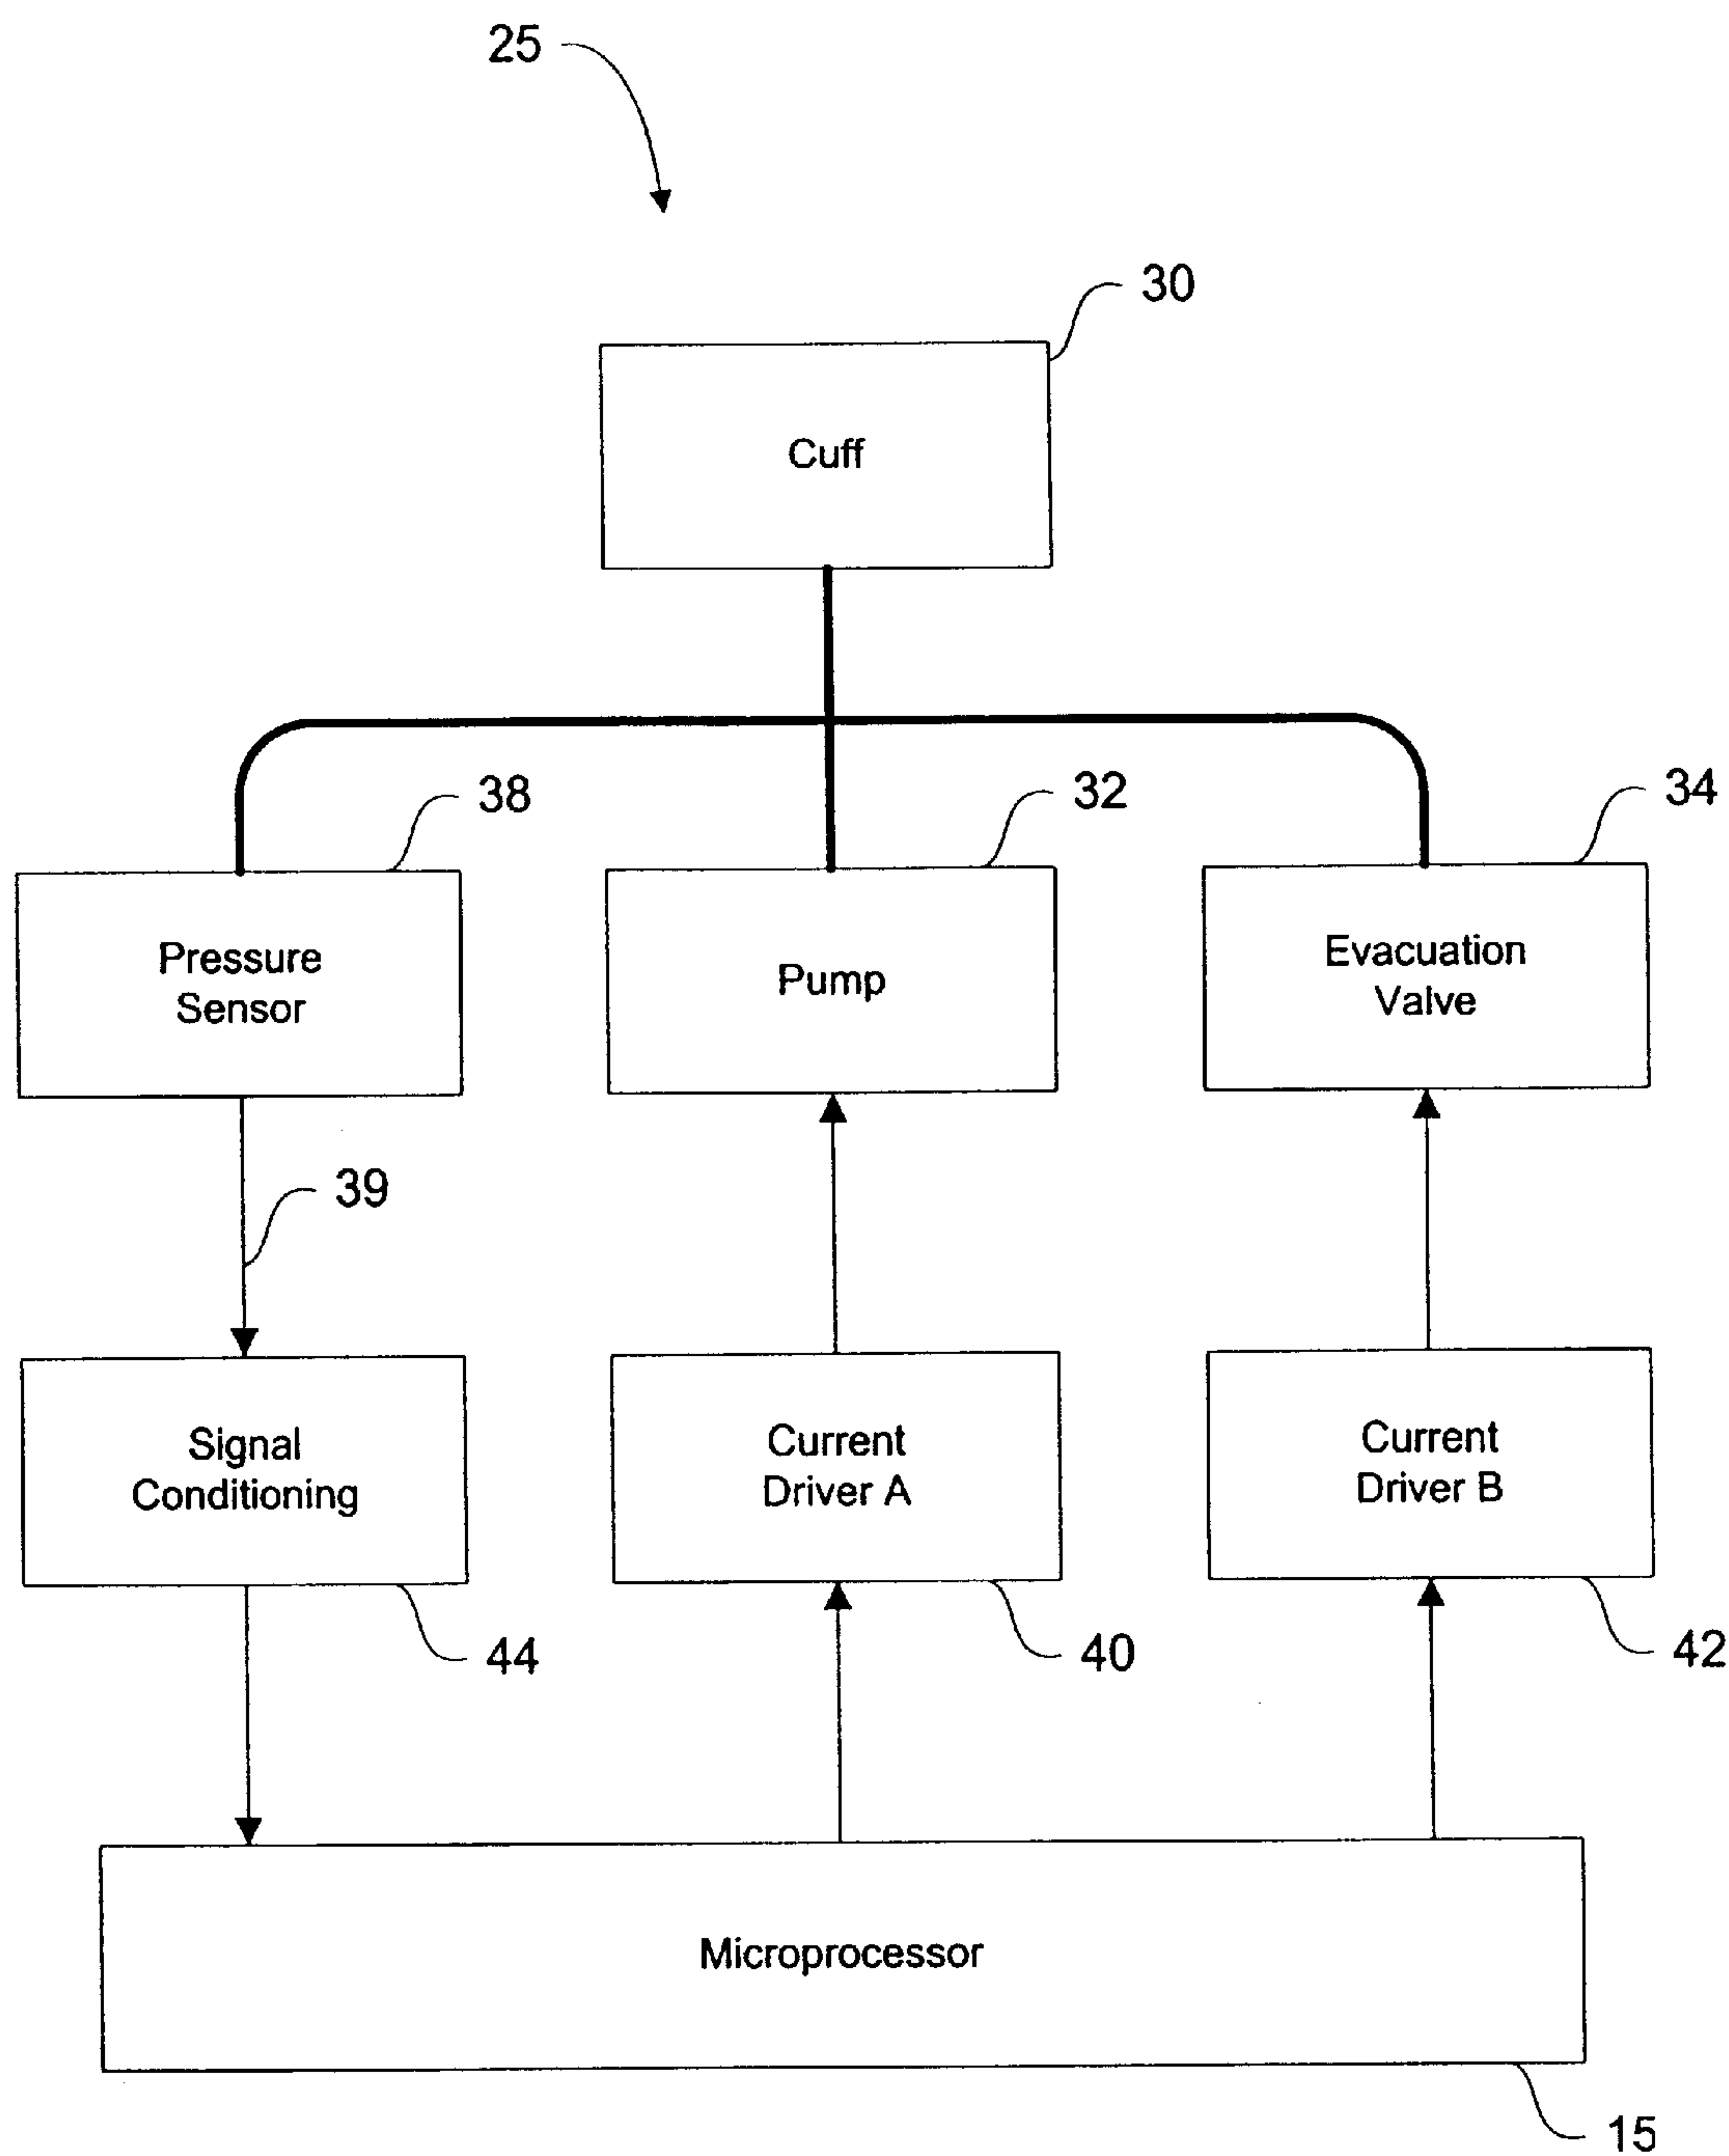 25
30
Cuff
38
32
34
Pressure
Sensor
Pump
Evacuation
Valve
39
Signal
Conditioning
Current
Driver A
Current
Driver B
44
40
42
Microprocessor
15